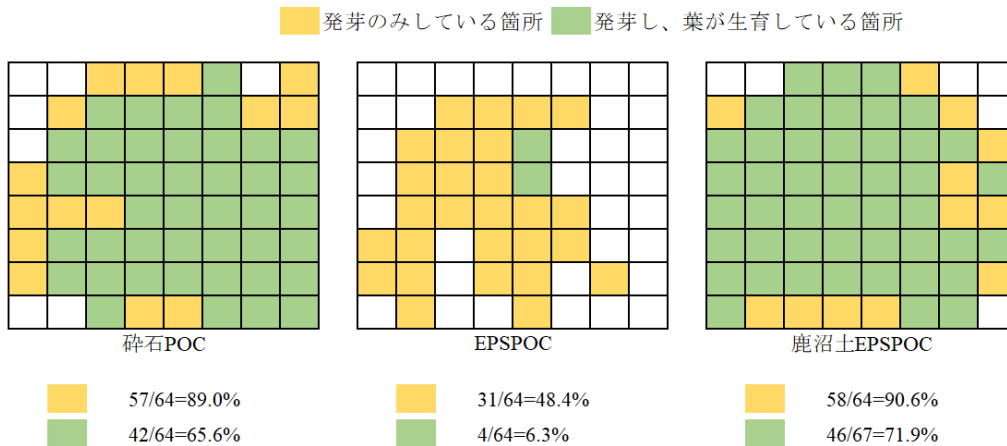 発芽のみしている箇所 発芽し、葉が生育している箇所
砕石POC EPSPOC 鹿沼土EPSPOC
57/64=89.0% 31/64=48.4% 58/64=90.6%
42/64=65.6% 4/64=6.3% 46/67=71.9%